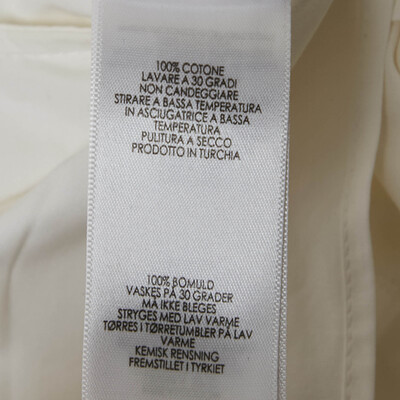 100% COTONE
LAVARE A 30 GRADI
NON CANDEGGIARE
STIRARE A BASSA TEMPERATURA
IN ASCIUGATRICE A BASSA
TEMPERATURA
PULITURA A SECCO
PRODOTTO IN TURCHIA
100% BOMULD
VASKES PÅ 30 GRADER
MÅ IKKE BLEGES
STRYGES MED LAV VARME
TØRRES I TØRRETUMBLER PÅ LAV
VARME
KEMISK RENSNING
FREMSTILLET I TYRKIET